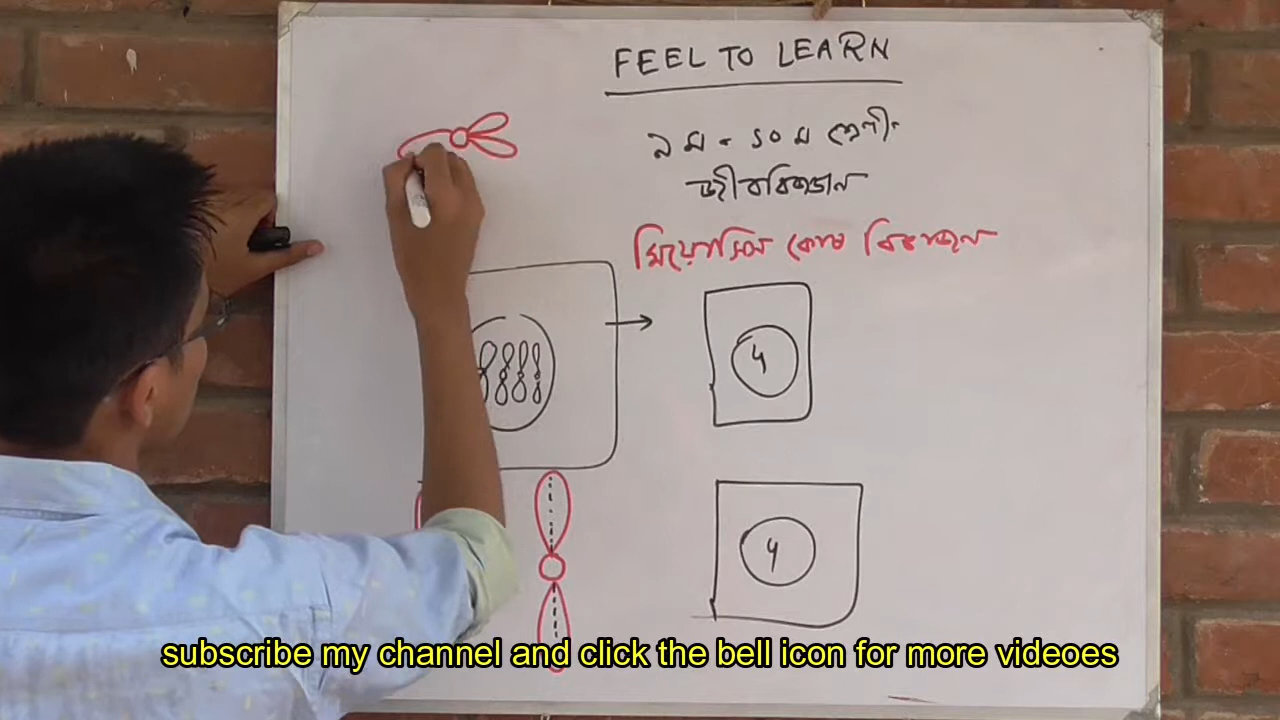 FEEL TO LEARN
৯ম - ১০ম শ্রেণী
জীববিজ্ঞান
মিয়োসিস কোষ বিভাজন
4
4
subscribe my channel and click the bell icon for more videoes